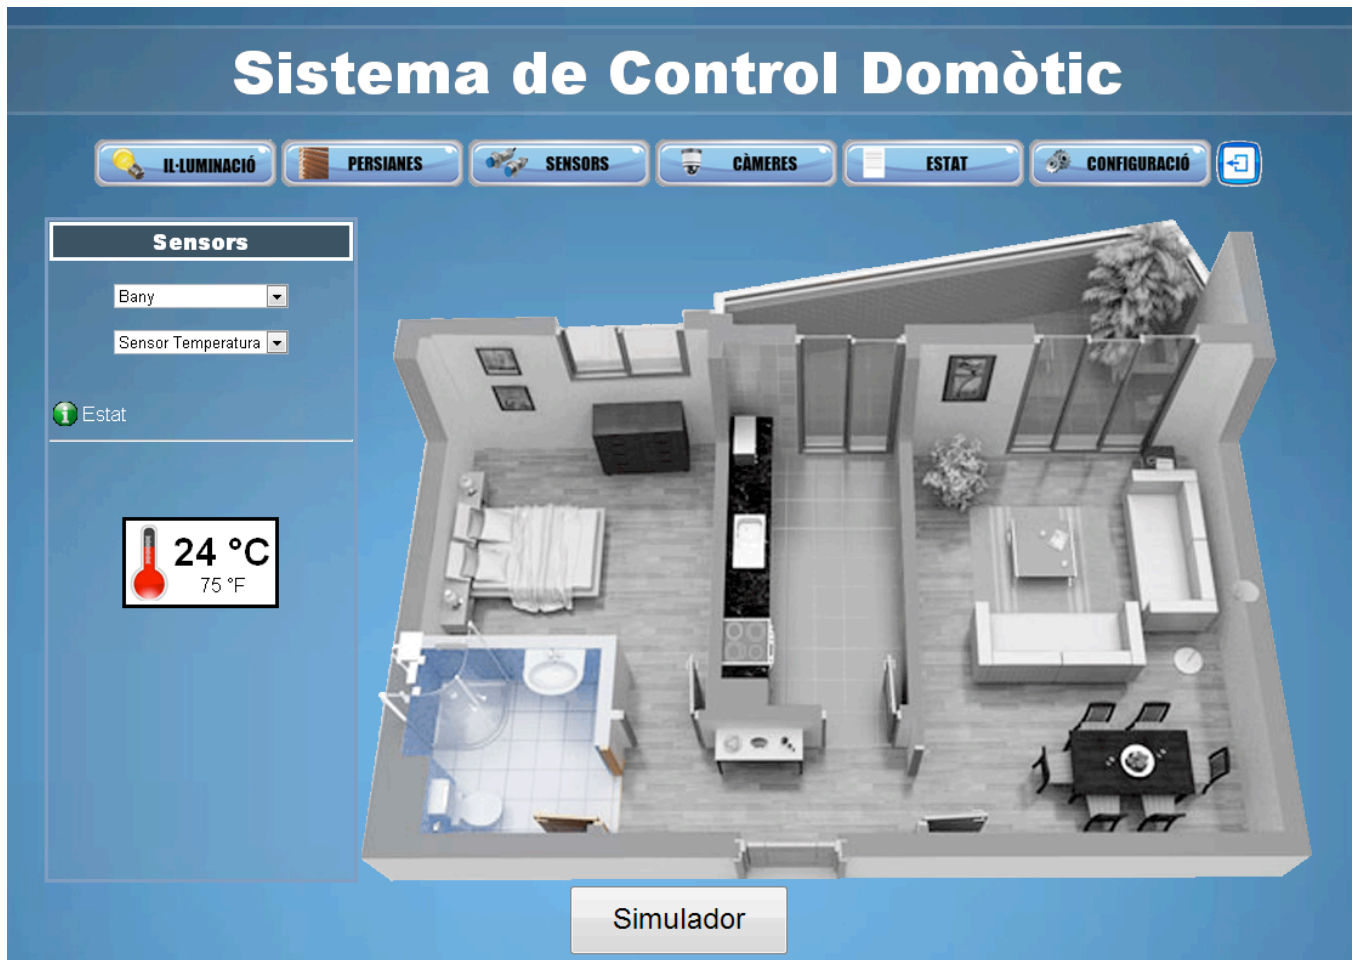 Sistema de Control Domòtic
IL·LUMINACIÓ PERSIANES SENSORS CÀMERES ESTAT CONFIGURACIÓ
Sensors
Bany
Sensor Temperatura
Estat
24 °C
75 °F
Simulador